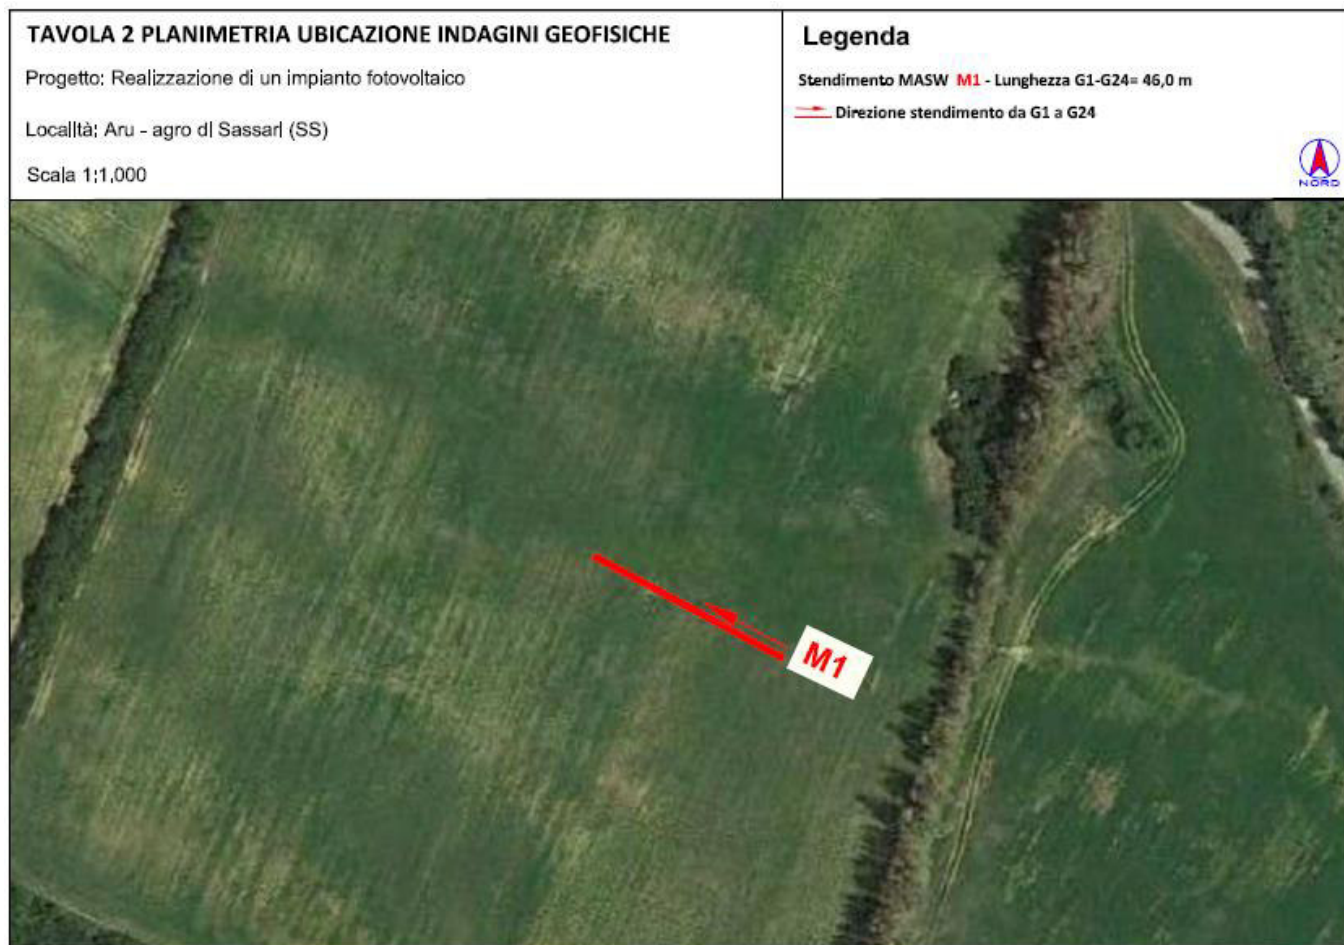 TAVOLA 2 PLANIMETRIA UBICAZIONE INDAGINI GEOFISICHE
Progetto: Realizzazione di un impianto fotovoltaico
Località: Aru - agro di Sassari (SS)
Scala 1:1,000
Legenda
Stendimento MASW M1 - Lunghezza G1-G24= 46,0 m
Direzione stendimento da G1 a G24
NORD
M1